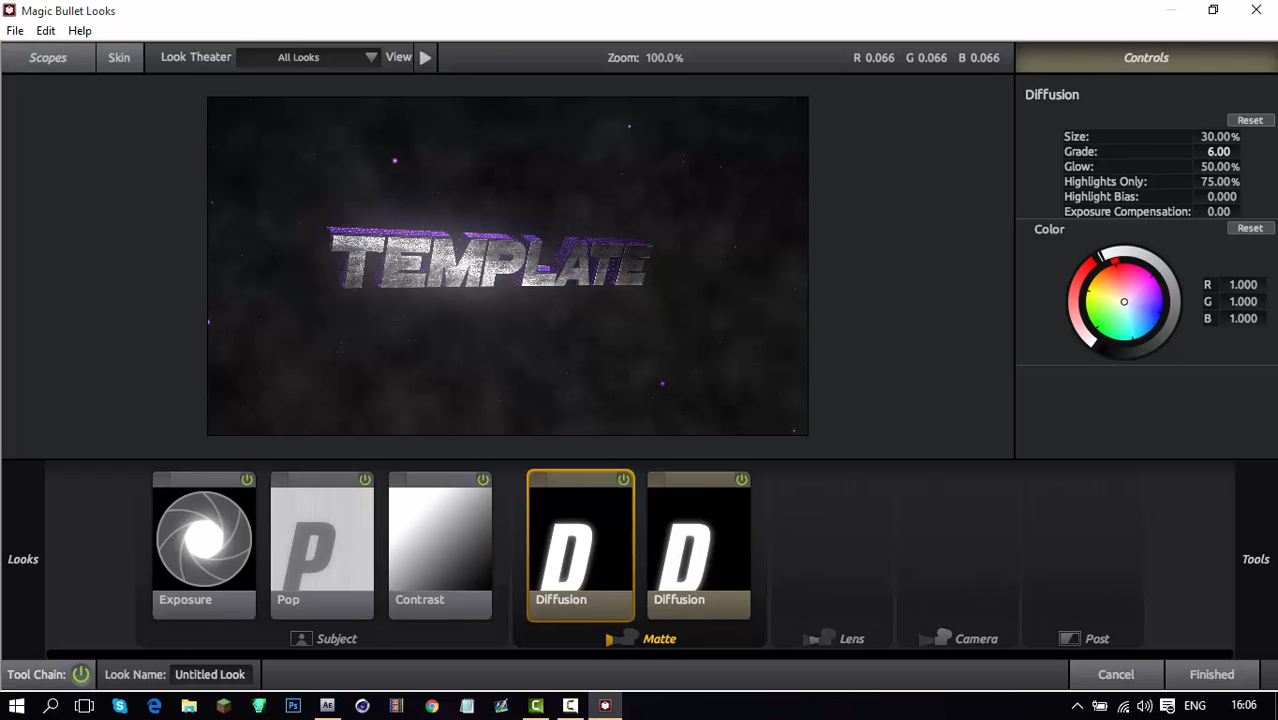 Magic Bullet Looks
File Edit Help
Scopes Skin Look Theater All Looks View Zoom: 100.0% R 0.066 G 0.066 B 0.066 Controls
Diffusion
Reset
Size: 30.00%
Grade: 6.00
Glow: 50.00%
Highlights Only: 75.00%
Highlight Bias: 0.000
Exposure Compensation: 0.00
Color Reset
R 1.000
G 1.000
B 1.000
TEMPLATE
P D D
Exposure Pop Contrast Diffusion Diffusion
Looks Tools
Subject Matte Lens Camera Post
Tool Chain: Look Name: Untitled Look Cancel Finished
Ps AE C C ENG 16:06